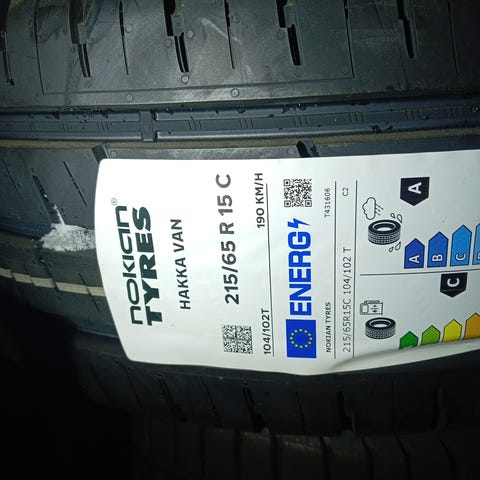 nokian
TYRES
HAKKA VAN
215/65 R 15 C
104/102T
190 KM/H
ENERG
NOKIAN TYRES
T431606
215/65R15C 104/102 T
C2
A
A
B
C
C